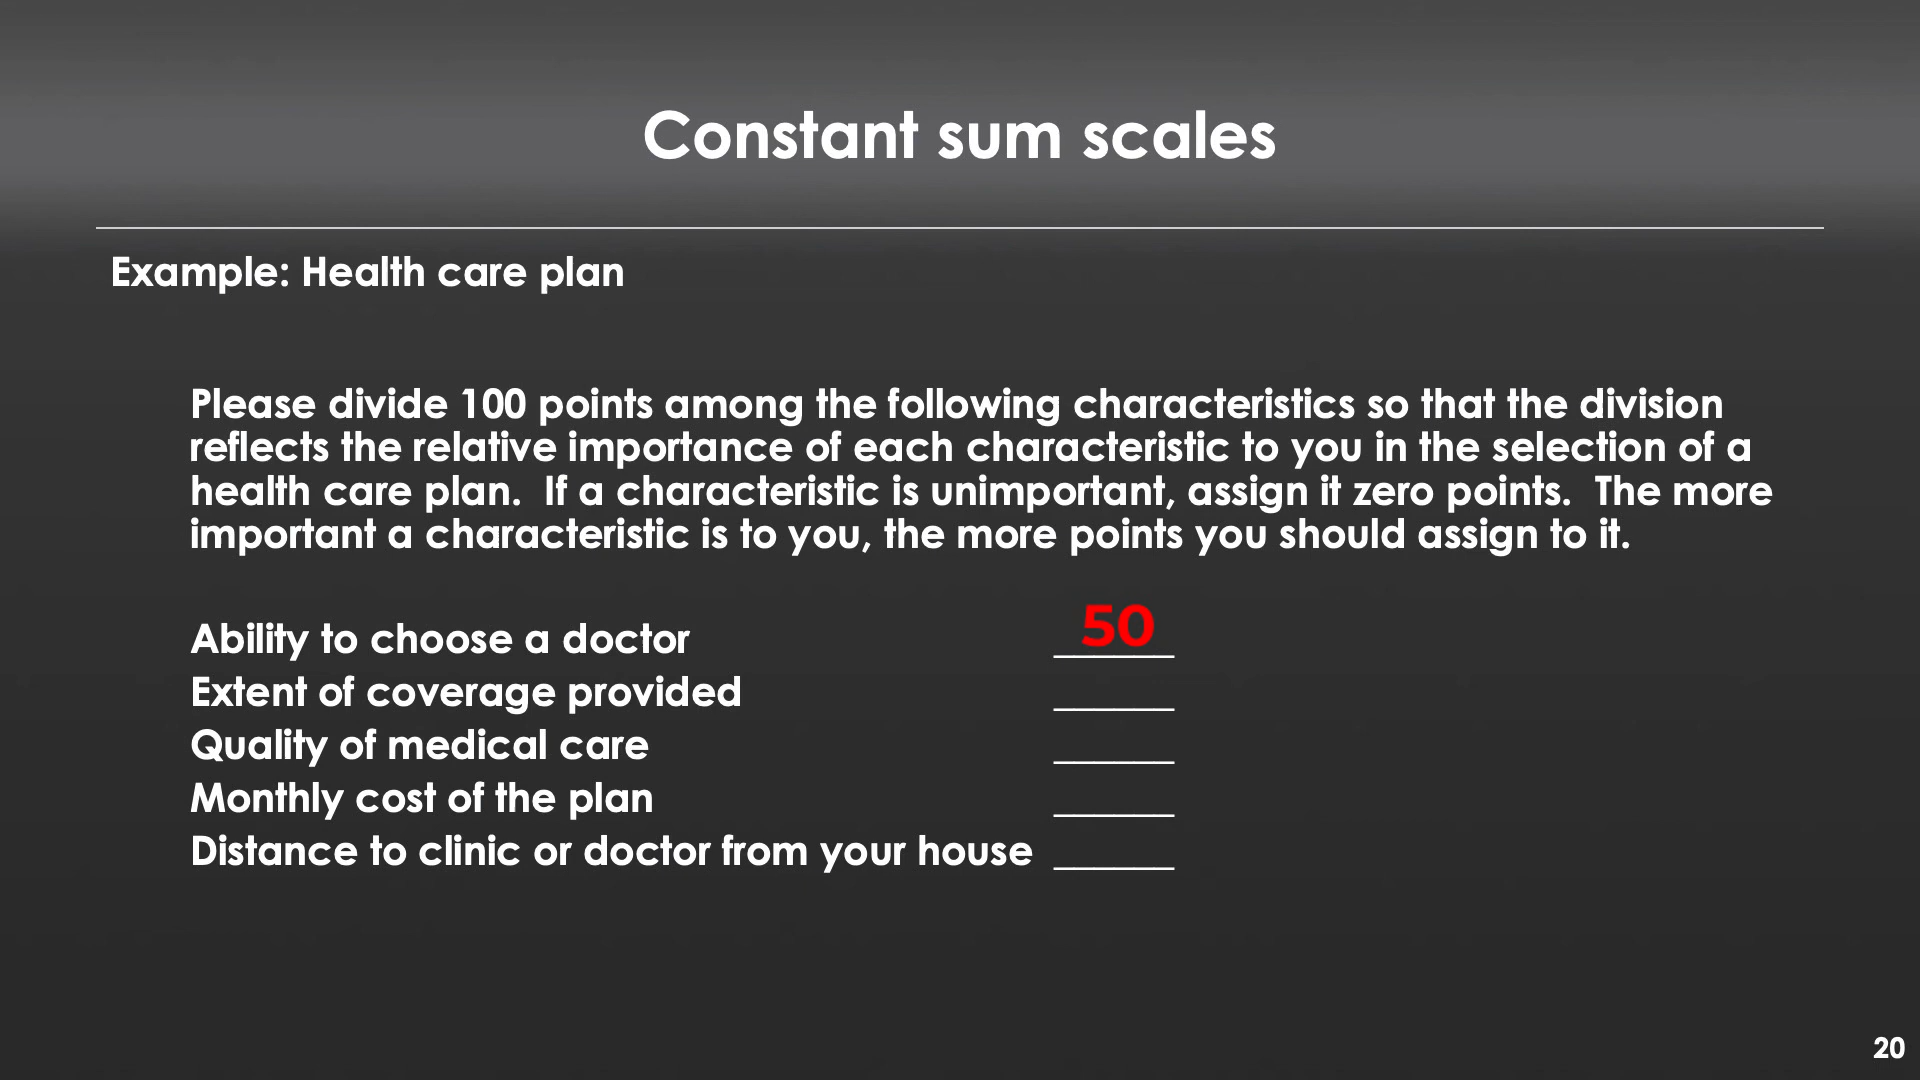 Constant sum scales
Example: Health care plan
Please divide 100 points among the following characteristics so that the division
reflects the relative importance of each characteristic to you in the selection of a
health care plan.  If a characteristic is unimportant, assign it zero points.  The more
important a characteristic is to you, the more points you should assign to it.
Ability to choose a doctor 50
Extent of coverage provided ______
Quality of medical care ______
Monthly cost of the plan ______
Distance to clinic or doctor from your house ______
20